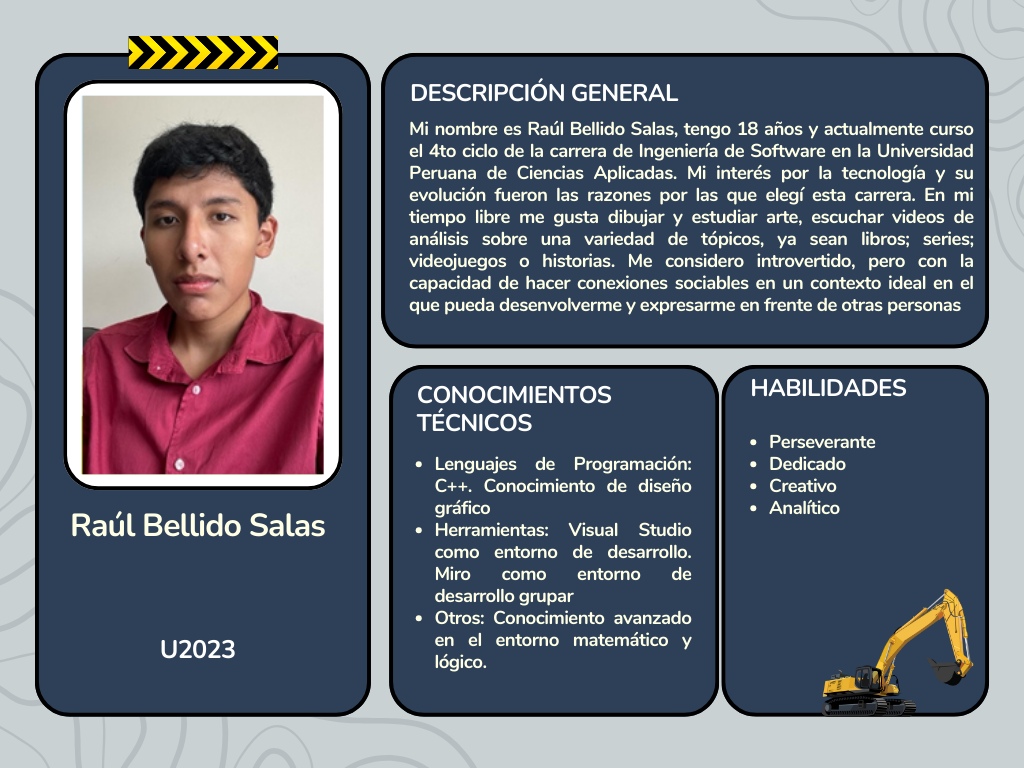 DESCRIPCIÓN GENERAL
Mi nombre es Raúl Bellido Salas, tengo 18 años y actualmente curso
el 4to ciclo de la carrera de Ingeniería de Software en la Universidad
Peruana de Ciencias Aplicadas. Mi interés por la tecnología y su
evolución fueron las razones por las que elegí esta carrera. En mi
tiempo libre me gusta dibujar y estudiar arte, escuchar videos de
análisis sobre una variedad de tópicos, ya sean libros; series;
videojuegos o historias. Me considero introvertido, pero con la
capacidad de hacer conexiones sociables en un contexto ideal en el
que pueda desenvolverme y expresarme en frente de otras personas
Raúl Bellido Salas
U2023
CONOCIMIENTOS
TÉCNICOS
• Lenguajes de Programación:
C++. Conocimiento de diseño
gráfico
• Herramientas: Visual Studio
como entorno de desarrollo.
Miro como entorno de
desarrollo grupar
• Otros: Conocimiento avanzado
en el entorno matemático y
lógico.
HABILIDADES
• Perseverante
• Dedicado
• Creativo
• Analítico